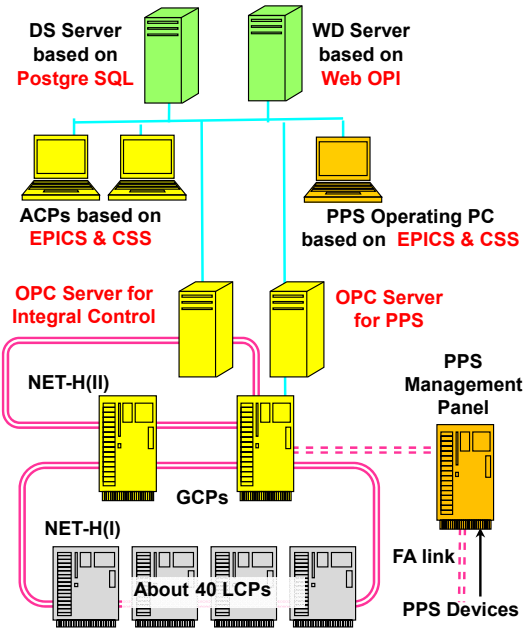 DS Server
based on
Postgre SQL
WD Server
based on
Web OPI
ACPs based on
EPICS & CSS
PPS Operating PC
based on EPICS & CSS
OPC Server for
Integral Control
OPC Server
for PPS
NET-H(II)
PPS
Management
Panel
GCPs
NET-H(I)
FA link
About 40 LCPs
PPS Devices